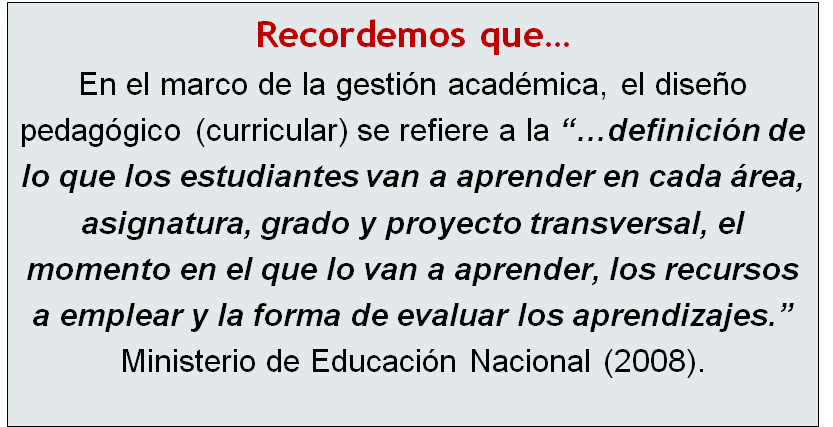 Recordemos que…
En el marco de la gestión académica, el diseño
pedagógico (curricular) se refiere a la “…definición de
lo que los estudiantes van a aprender en cada área,
asignatura, grado y proyecto transversal, el
momento en el que lo van a aprender, los recursos
a emplear y la forma de evaluar los aprendizajes.”
Ministerio de Educación Nacional (2008).